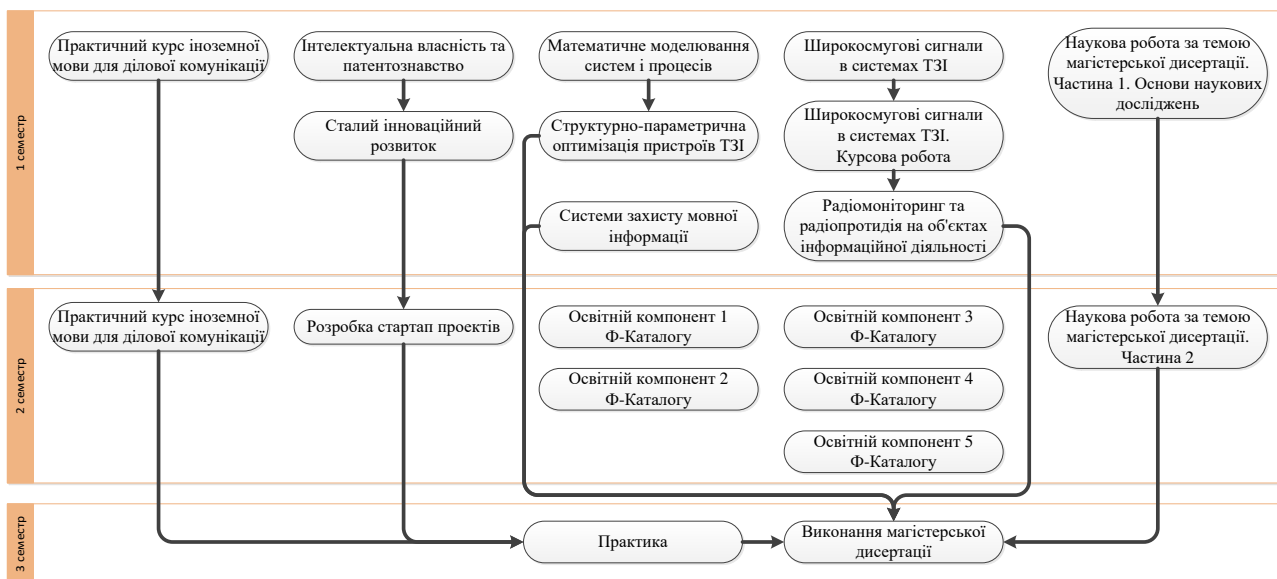 1 семестр
Практичний курс іноземної
мови для ділової комунікації
Інтелектуальна власність та
патентознавство
Математичне моделювання
систем і процесів
Широкосмугові сигнали
в системах ТЗІ
Наукова робота за темою
магістерської дисертації.
Частина 1. Основи наукових
досліджень
Сталий інноваційний
розвиток
Структурно-параметрична
оптимізація пристроїв ТЗІ
Широкосмугові сигнали
в системах ТЗІ.
Курсова робота
Системи захисту мовної
інформації
Радіомоніторинг та
радіопротидія на об'єктах
інформаційної діяльності
2 семестр
Практичний курс іноземної
мови для ділової комунікації
Розробка стартап проектів
Освітній компонент 1
Ф-Каталогу
Освітній компонент 3
Ф-Каталогу
Наукова робота за темою
магістерської дисертації.
Частина 2
Освітній компонент 2
Ф-Каталогу
Освітній компонент 4
Ф-Каталогу
Освітній компонент 5
Ф-Каталогу
3 семестр
Практика
Виконання магістерської
дисертації